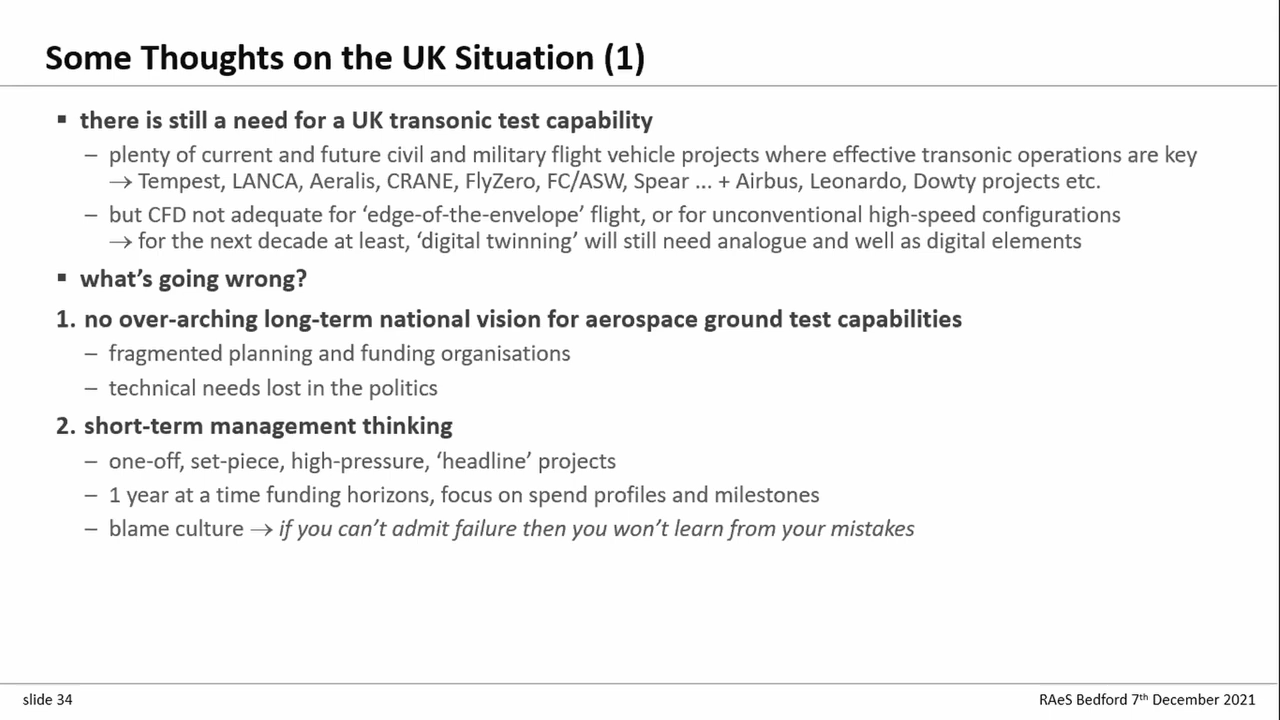 Some Thoughts on the UK Situation (1)
▪ there is still a need for a UK transonic test capability
– plenty of current and future civil and military flight vehicle projects where effective transonic operations are key
→ Tempest, LANCA, Aeralis, CRANE, FlyZero, FC/ASW, Spear ... + Airbus, Leonardo, Dowty projects etc.
– but CFD not adequate for ‘edge-of-the-envelope’ flight, or for unconventional high-speed configurations
→ for the next decade at least, ‘digital twinning’ will still need analogue and well as digital elements
▪ what’s going wrong?
1. no over-arching long-term national vision for aerospace ground test capabilities
– fragmented planning and funding organisations
– technical needs lost in the politics
2. short-term management thinking
– one-off, set-piece, high-pressure, ‘headline’ projects
– 1 year at a time funding horizons, focus on spend profiles and milestones
– blame culture → if you can’t admit failure then you won’t learn from your mistakes
slide 34
RAeS Bedford 7th December 2021